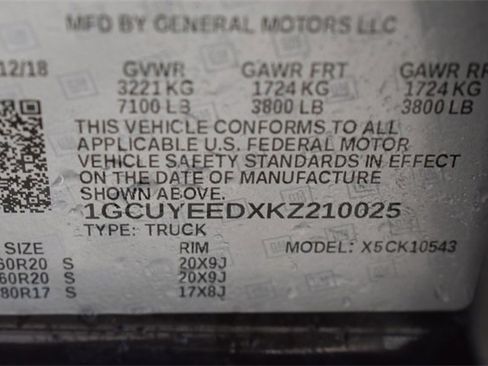 MFD BY GENERAL MOTORS LLC
12/18 GVWR GAWR FRT GAWR RR
3221 KG 1724 KG 1724 KG
7100 LB 3800 LB 3800 LB
THIS VEHICLE CONFORMS TO ALL
APPLICABLE U.S. FEDERAL MOTOR
VEHICLE SAFETY STANDARDS IN EFFECT
ON THE DATE OF MANUFACTURE
SHOWN ABOVE.
1GCUYEEDXKZ210025
TYPE: TRUCK MODEL: X5CK10543
SIZE RIM
60R20 S 20X9J
60R20 S 20X9J
80R17 S 17X8J